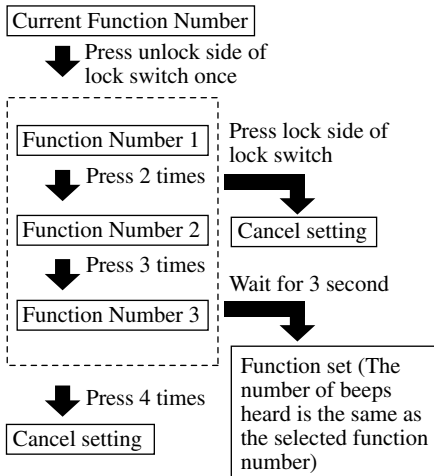 Current Function Number
Press unlock side of
lock switch once
Function Number 1
Press 2 times
Function Number 2
Press 3 times
Function Number 3
Press 4 times
Cancel setting
Press lock side of
lock switch
Cancel setting
Wait for 3 second
Function set (The
number of beeps
heard is the same as
the selected function
number)